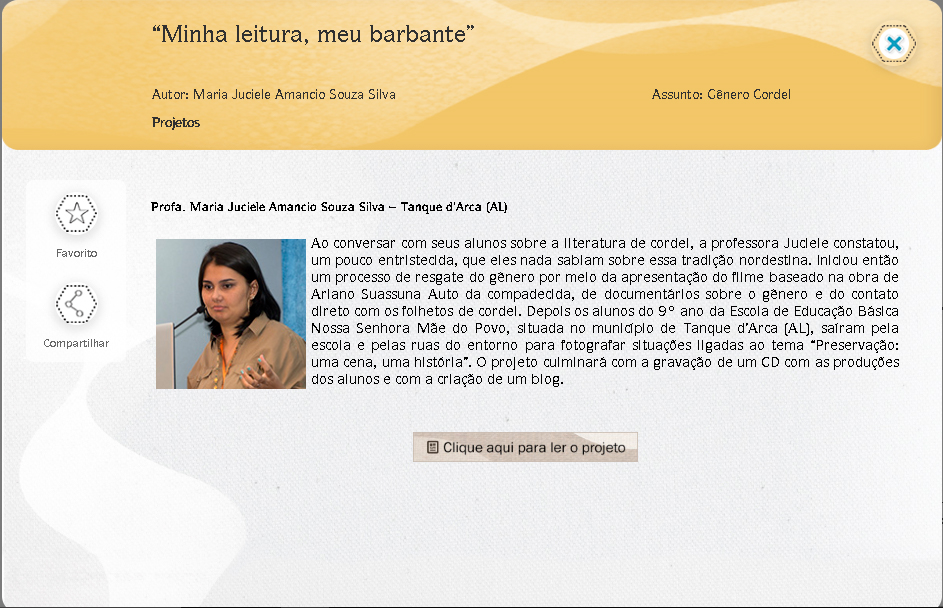 “Minha leitura, meu barbante”
Autor: Maria Juciele Amancio Souza Silva
Assunto: Gênero Cordel
Projetos
Profa. Maria Juciele Amancio Souza Silva – Tanque d'Arca (AL)
Favorito
Compartilhar
Ao conversar com seus alunos sobre a literatura de cordel, a professora Juciele constatou,
um pouco entristecida, que eles nada sabiam sobre essa tradição nordestina. Iniciou então
um processo de resgate do gênero por meio da apresentação do filme baseado na obra de
Ariano Suassuna Auto da compadecida, de documentários sobre o gênero e do contato
direto com os folhetos de cordel. Depois os alunos do 9º ano da Escola de Educação Básica
Nossa Senhora Mãe do Povo, situada no município de Tanque d'Arca (AL), saíram pela
escola e pelas ruas do entorno para fotografar situações ligadas ao tema “Preservação:
uma cena, uma história”. O projeto culminará com a gravação de um CD com as produções
dos alunos e com a criação de um blog.
Clique aqui para ler o projeto